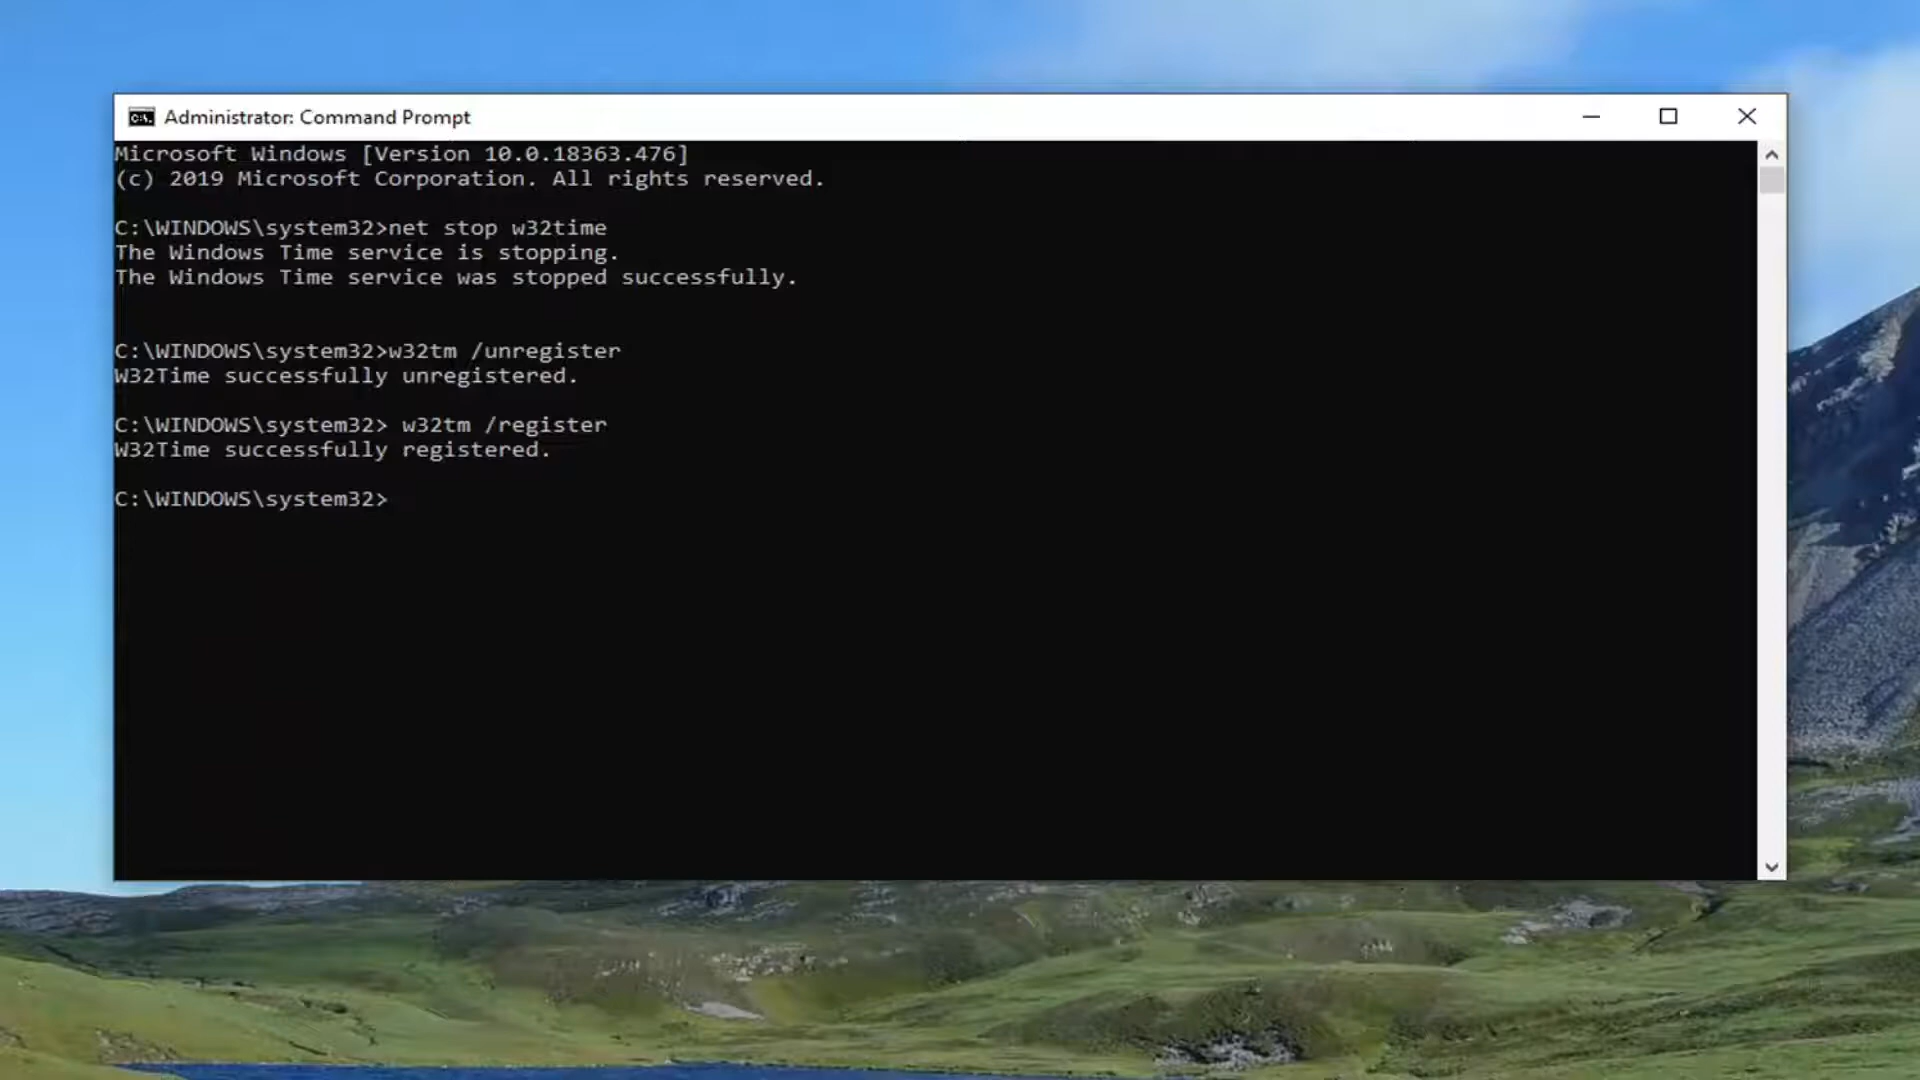 Administrator: Command Prompt
Microsoft Windows [Version 10.0.18363.476]
(c) 2019 Microsoft Corporation. All rights reserved.
C:\WINDOWS\system32>net stop w32time
The Windows Time service is stopping.
The Windows Time service was stopped successfully.
C:\WINDOWS\system32>w32tm /unregister
W32Time successfully unregistered.
C:\WINDOWS\system32> w32tm /register
W32Time successfully registered.
C:\WINDOWS\system32>